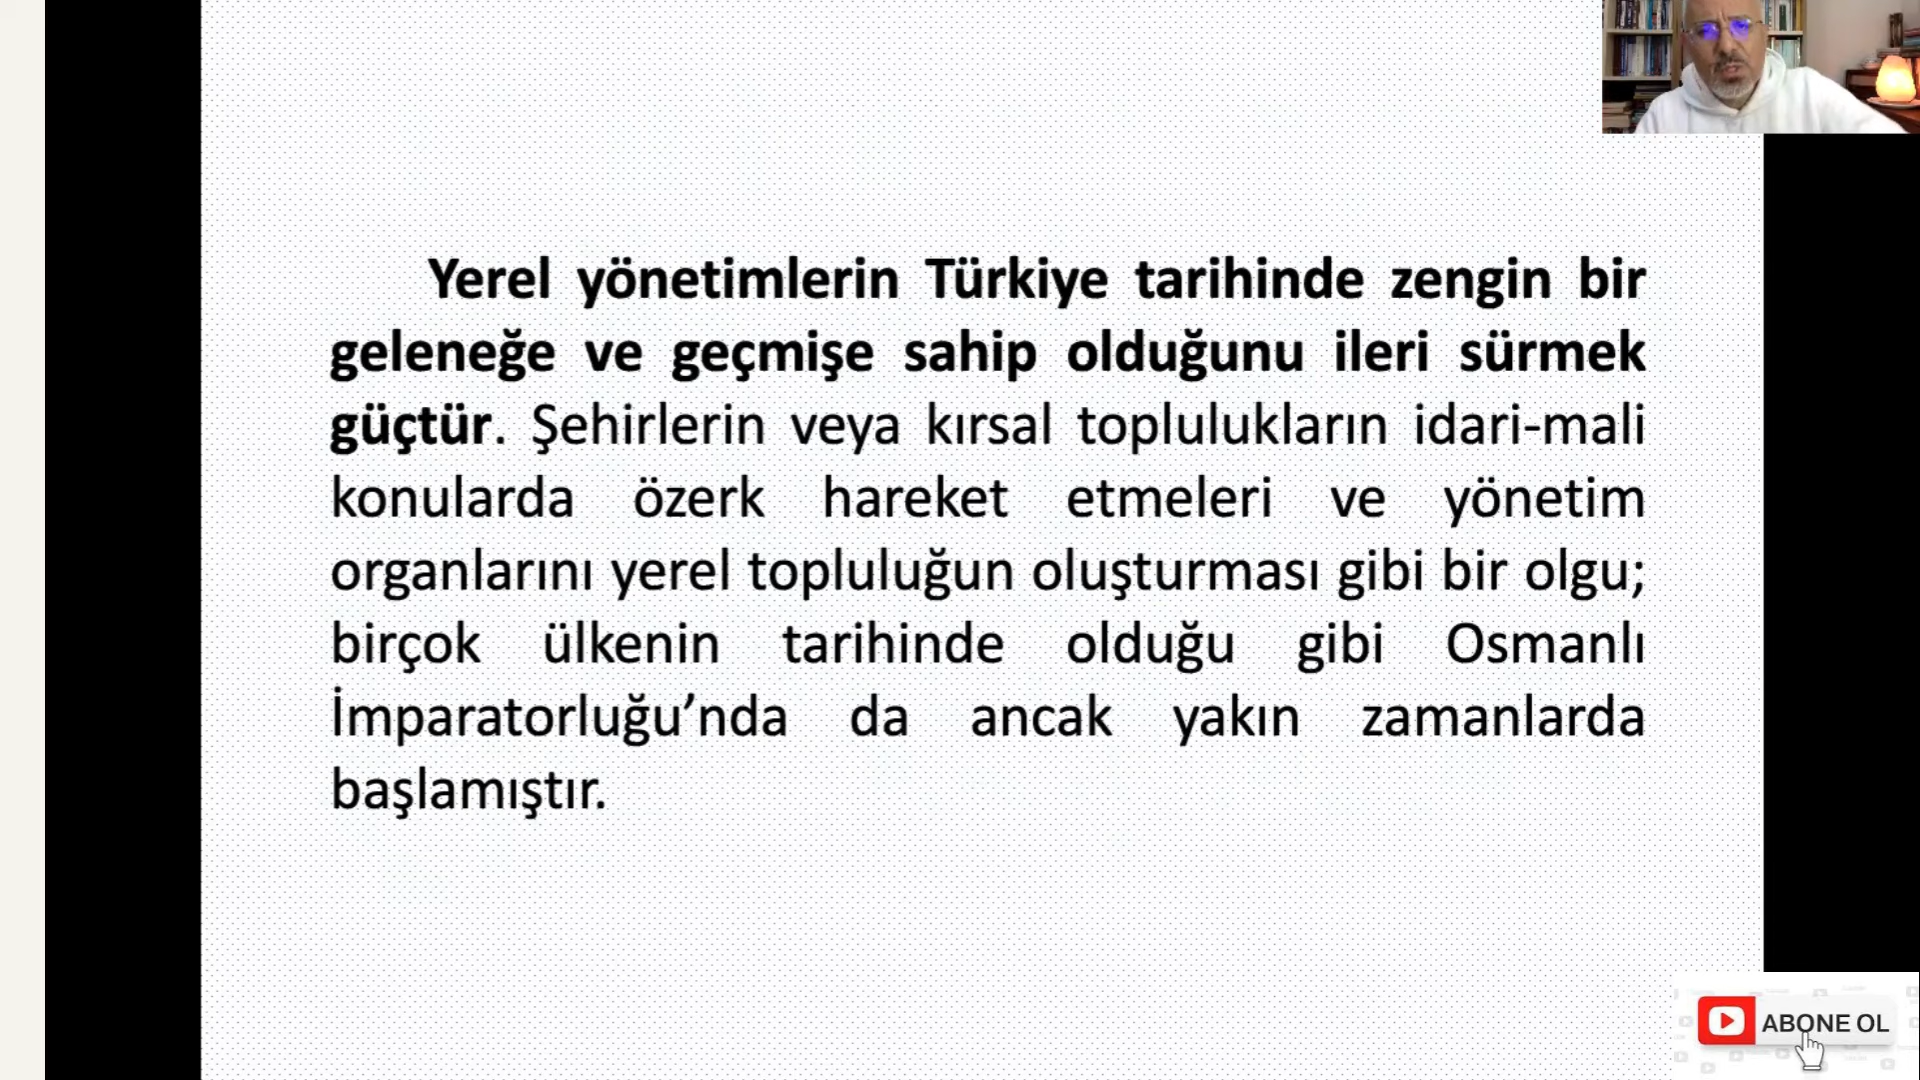 Yerel yönetimlerin Türkiye tarihinde zengin bir
geleneğe ve geçmişe sahip olduğunu ileri sürmek
güçtür. Şehirlerin veya kırsal toplulukların idari-mali
konularda özerk hareket etmeleri ve yönetim
organlarını yerel topluluğun oluşturması gibi bir olgu;
birçok ülkenin tarihinde olduğu gibi Osmanlı
İmparatorluğu’nda da ancak yakın zamanlarda
başlamıştır.
ABONE OL